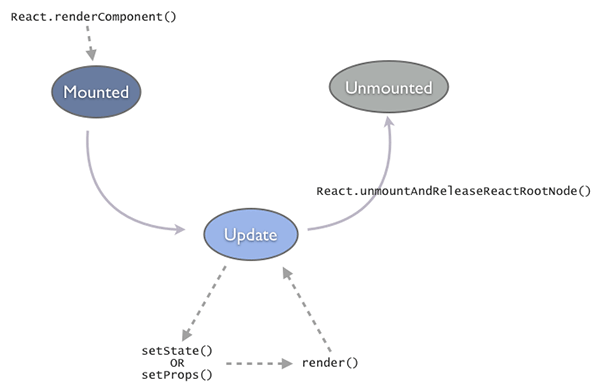 React.renderComponent()
Mounted
Unmounted
React.unmountAndReleaseReactRootNode()
Update
setState()
OR
setProps()
render()